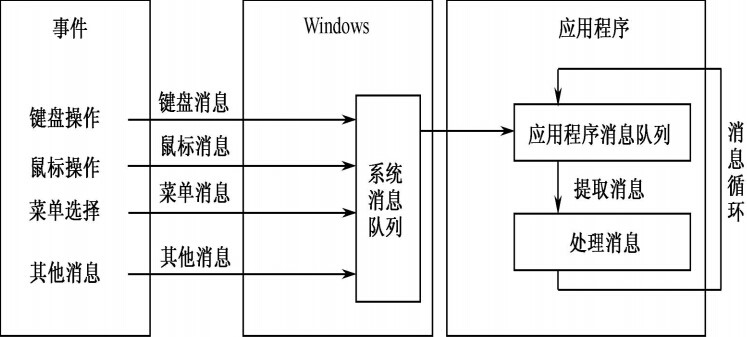 事件
Windows
应用程序
键盘操作
键盘消息
鼠标操作
鼠标消息
菜单选择
菜单消息
其他消息
其他消息
系统
消息
队列
应用程序消息队列
提取消息
处理消息
消息循环